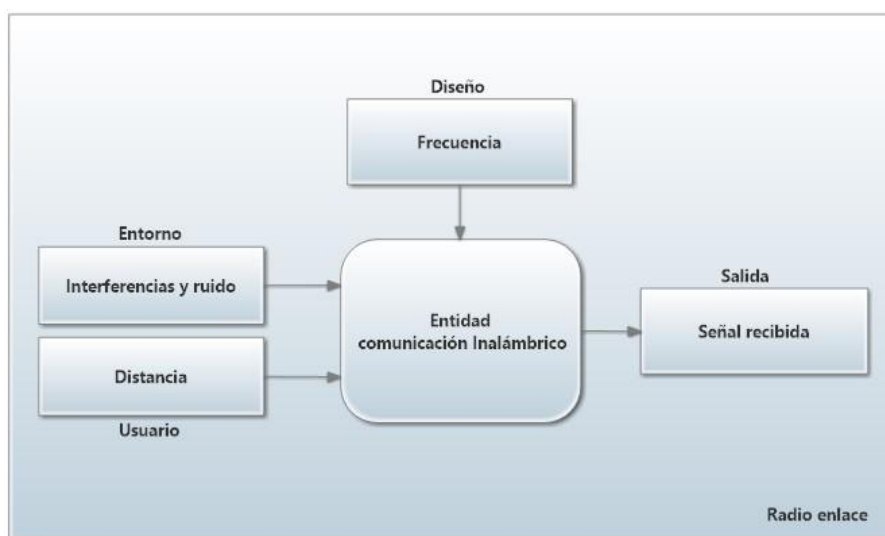 Diseño
Frecuencia
Entorno
Interferencias y ruido
Distancia
Usuario
Entidad
comunicación Inalámbrico
Salida
Señal recibida
Radio enlace